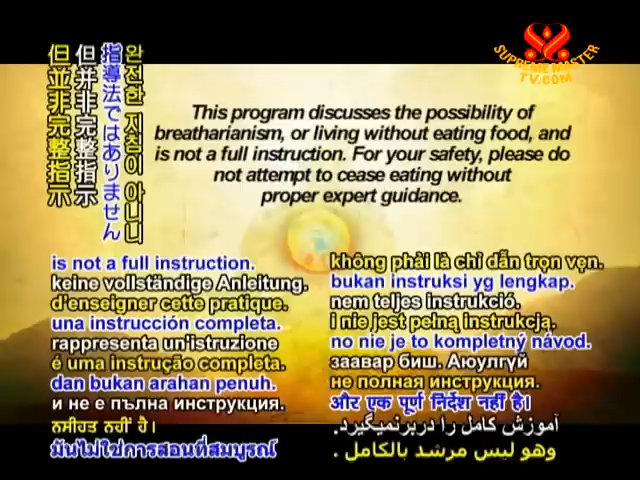 SUPREME MASTER
TV.COM
但並非完整指示
但并非完整指示
指導法ではありません
완전한 지침이 아니니
This program discusses the possibility of
breatharianism, or living without eating food, and
is not a full instruction. For your safety, please do
not attempt to cease eating without
proper expert guidance.
is not a full instruction.
keine vollständige Anleitung.
d'enseigner cette pratique.
una instrucción completa.
rappresenta un'istruzione
é uma instrução completa.
dan bukan arahan penuh.
и не е пълна инструкция.
ਨਸੀਹਤ ਨਹੀਂ ਹੈ।
มันไม่ใช่การสอนที่สมบูรณ์
không phải là chỉ dẫn trọn vẹn.
bukan instruksi yg lengkap.
nem teljes instrukció.
i nie jest pełną instrukcją.
no nie je to kompletný návod.
заавар биш. Аюулгүй
не полная инструкция.
और एक पूर्ण निर्देश नहीं है।
آموزش کامل را دربرنمیگیرد.
وهو ليس مرشد بالكامل .